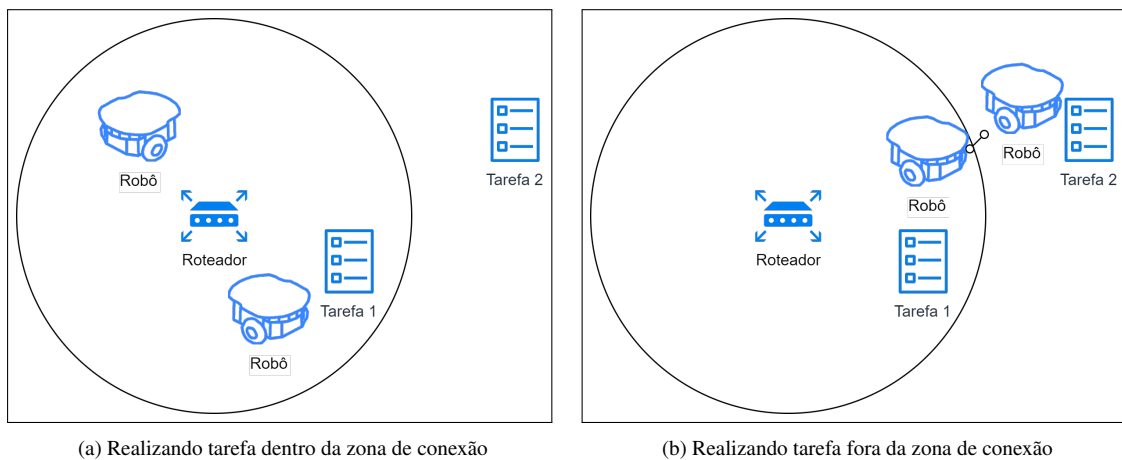 Robô
Roteador
Tarefa 1
Robô
Tarefa 2
(a) Realizando tarefa dentro da zona de conexão
Robô
Robô
Tarefa 2
Roteador
Tarefa 1
(b) Realizando tarefa fora da zona de conexão